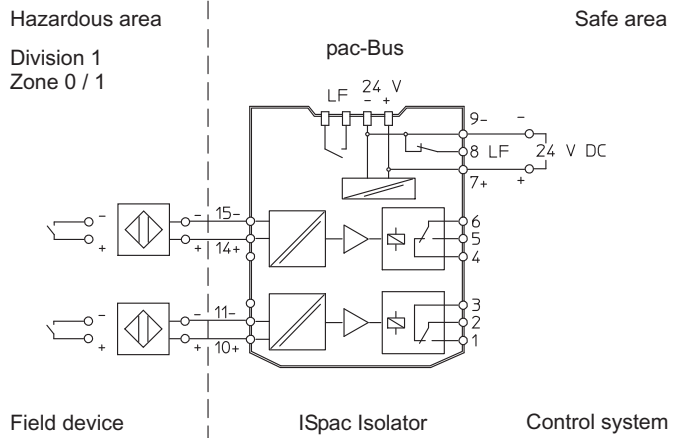 Hazardous area
Safe area
Division 1
Zone 0 / 1
pac-Bus
LF
24 V
- +
9-
-
8 LF
24 V DC
7+
+
-
-
15-
6
5
+
+
14+
4
3
-
-
11-
2
+
+
10+
1
Field device
ISpac Isolator
Control system